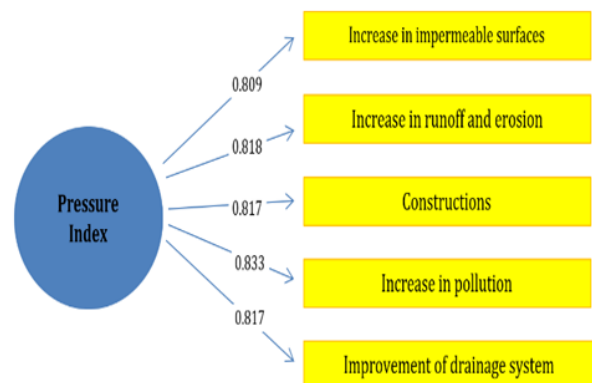 Increase in impermeable surfaces
0.809
Increase in runoff and erosion
0.818
Pressure
Index
0.817
Constructions
0.833
Increase in pollution
0.817
Improvement of drainage system